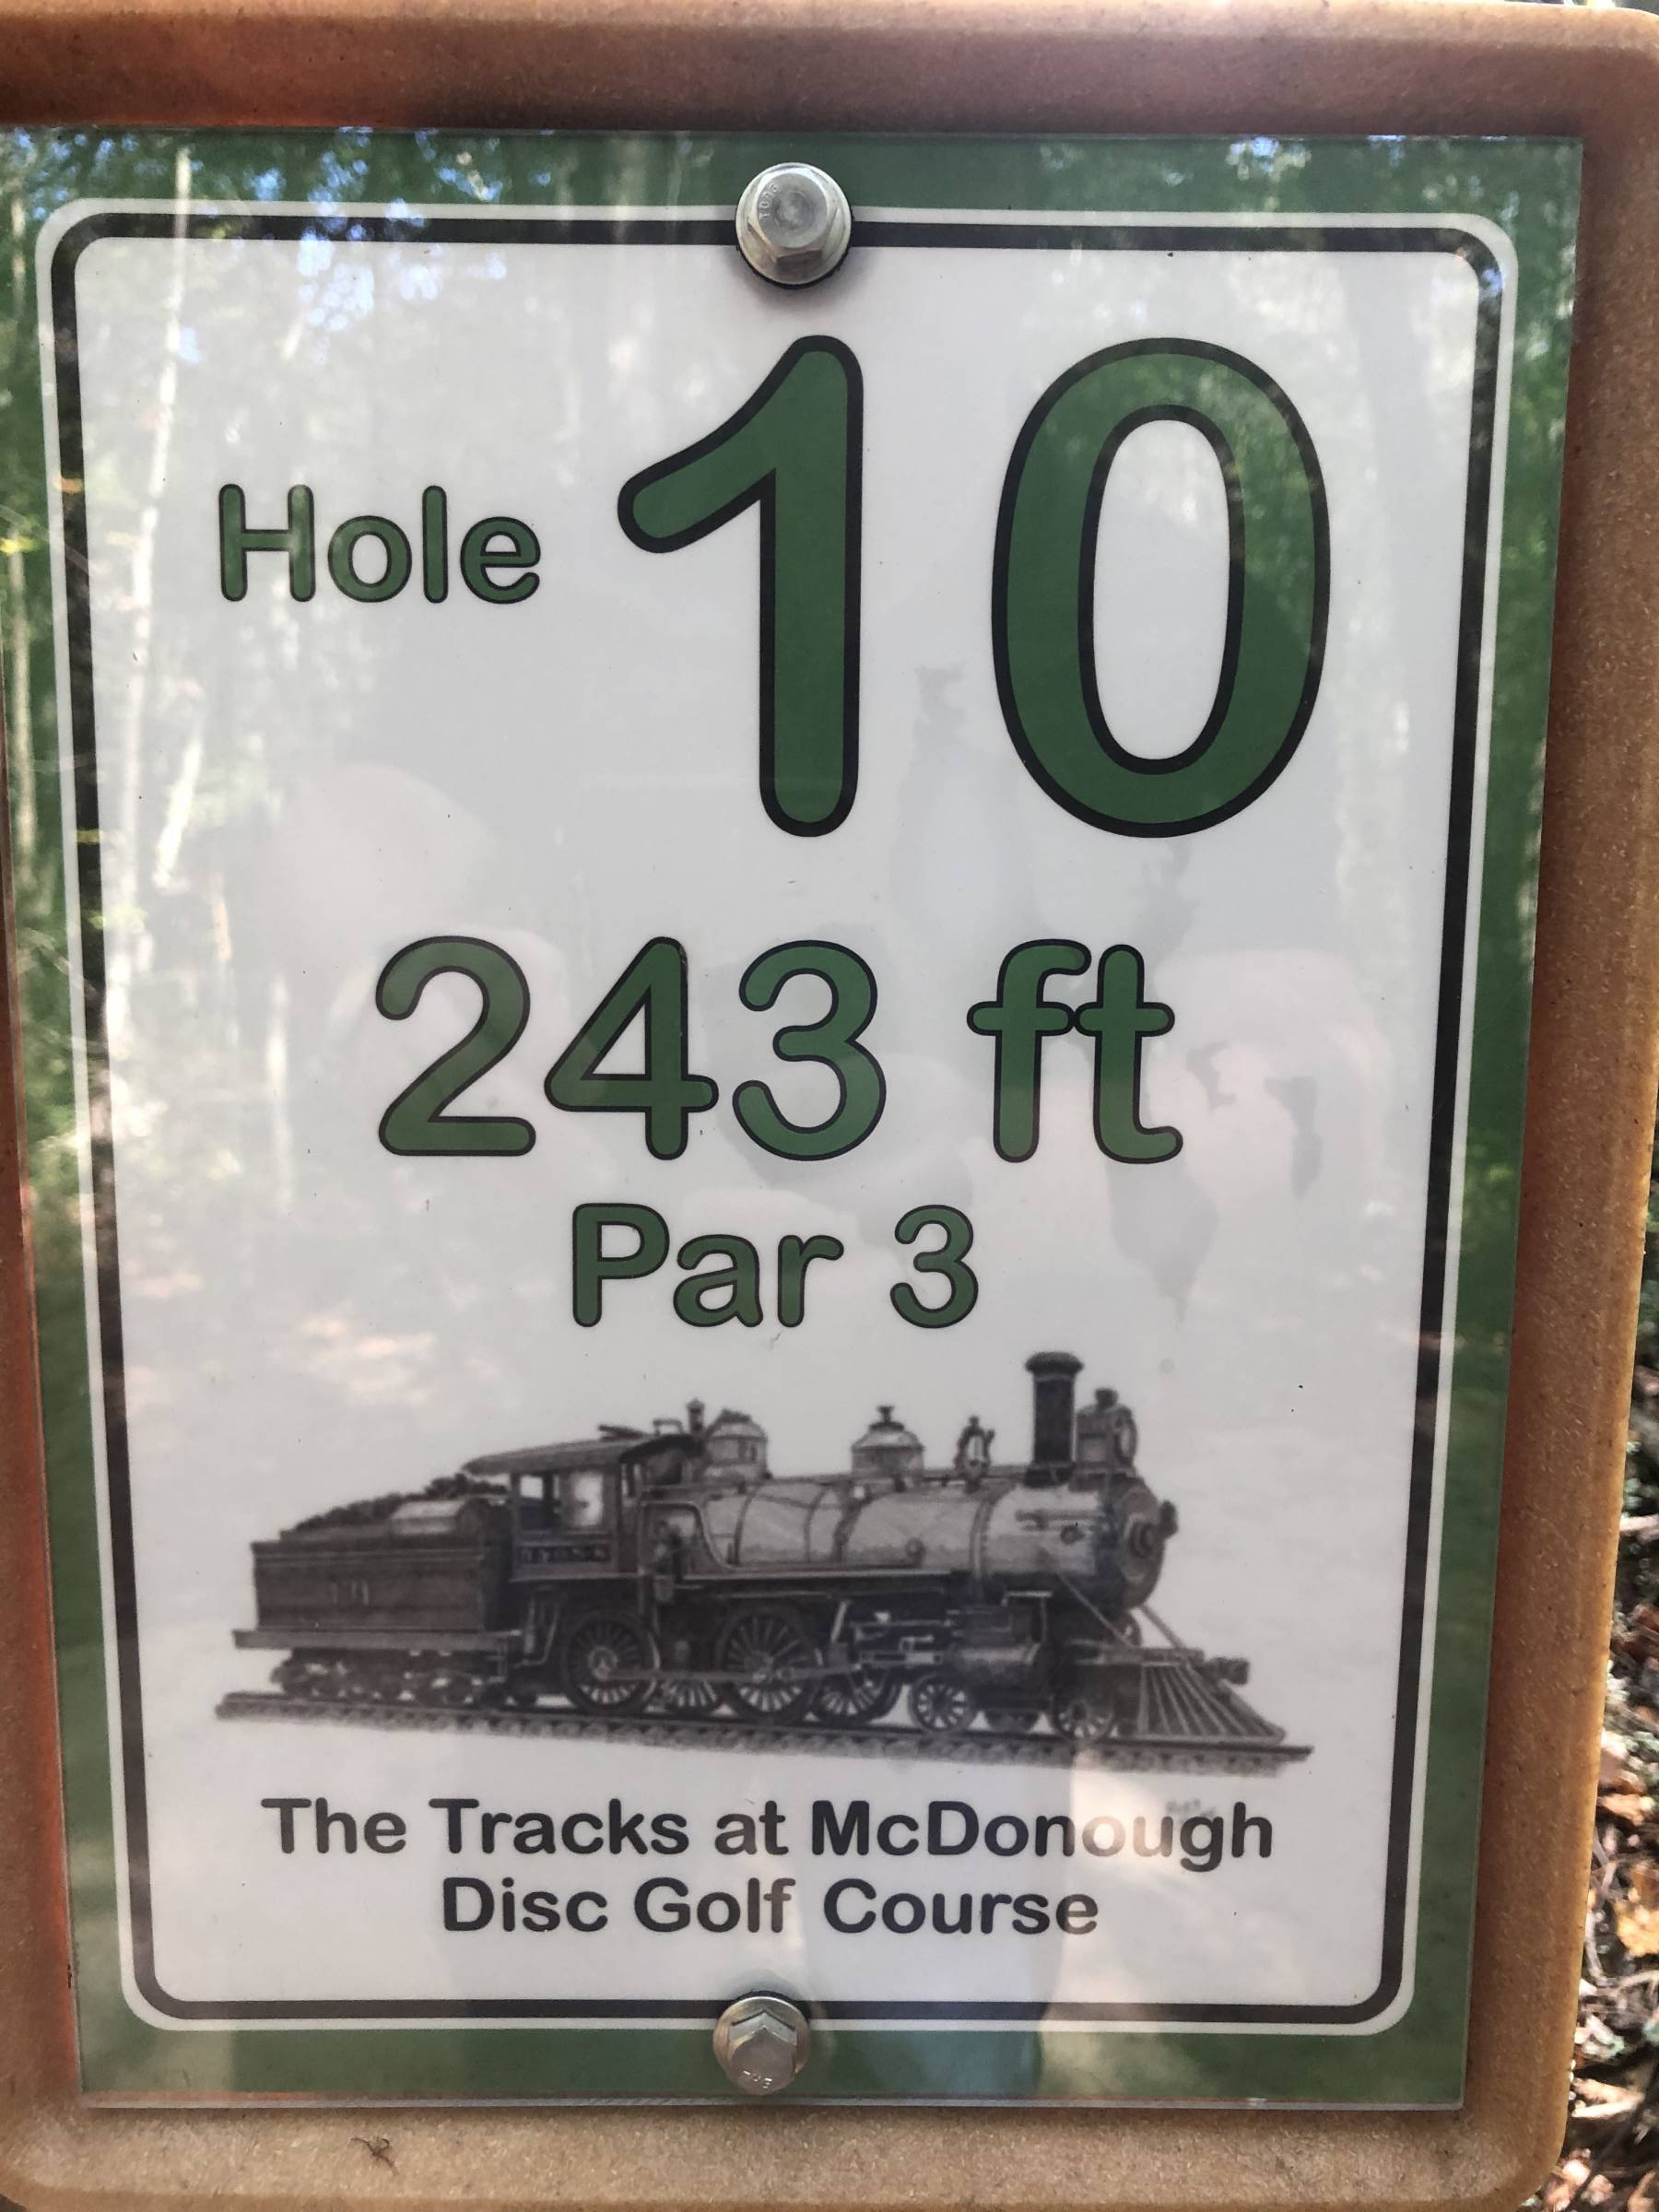 Hole 10
243 ft
Par 3
The Tracks at McDonough
Disc Golf Course